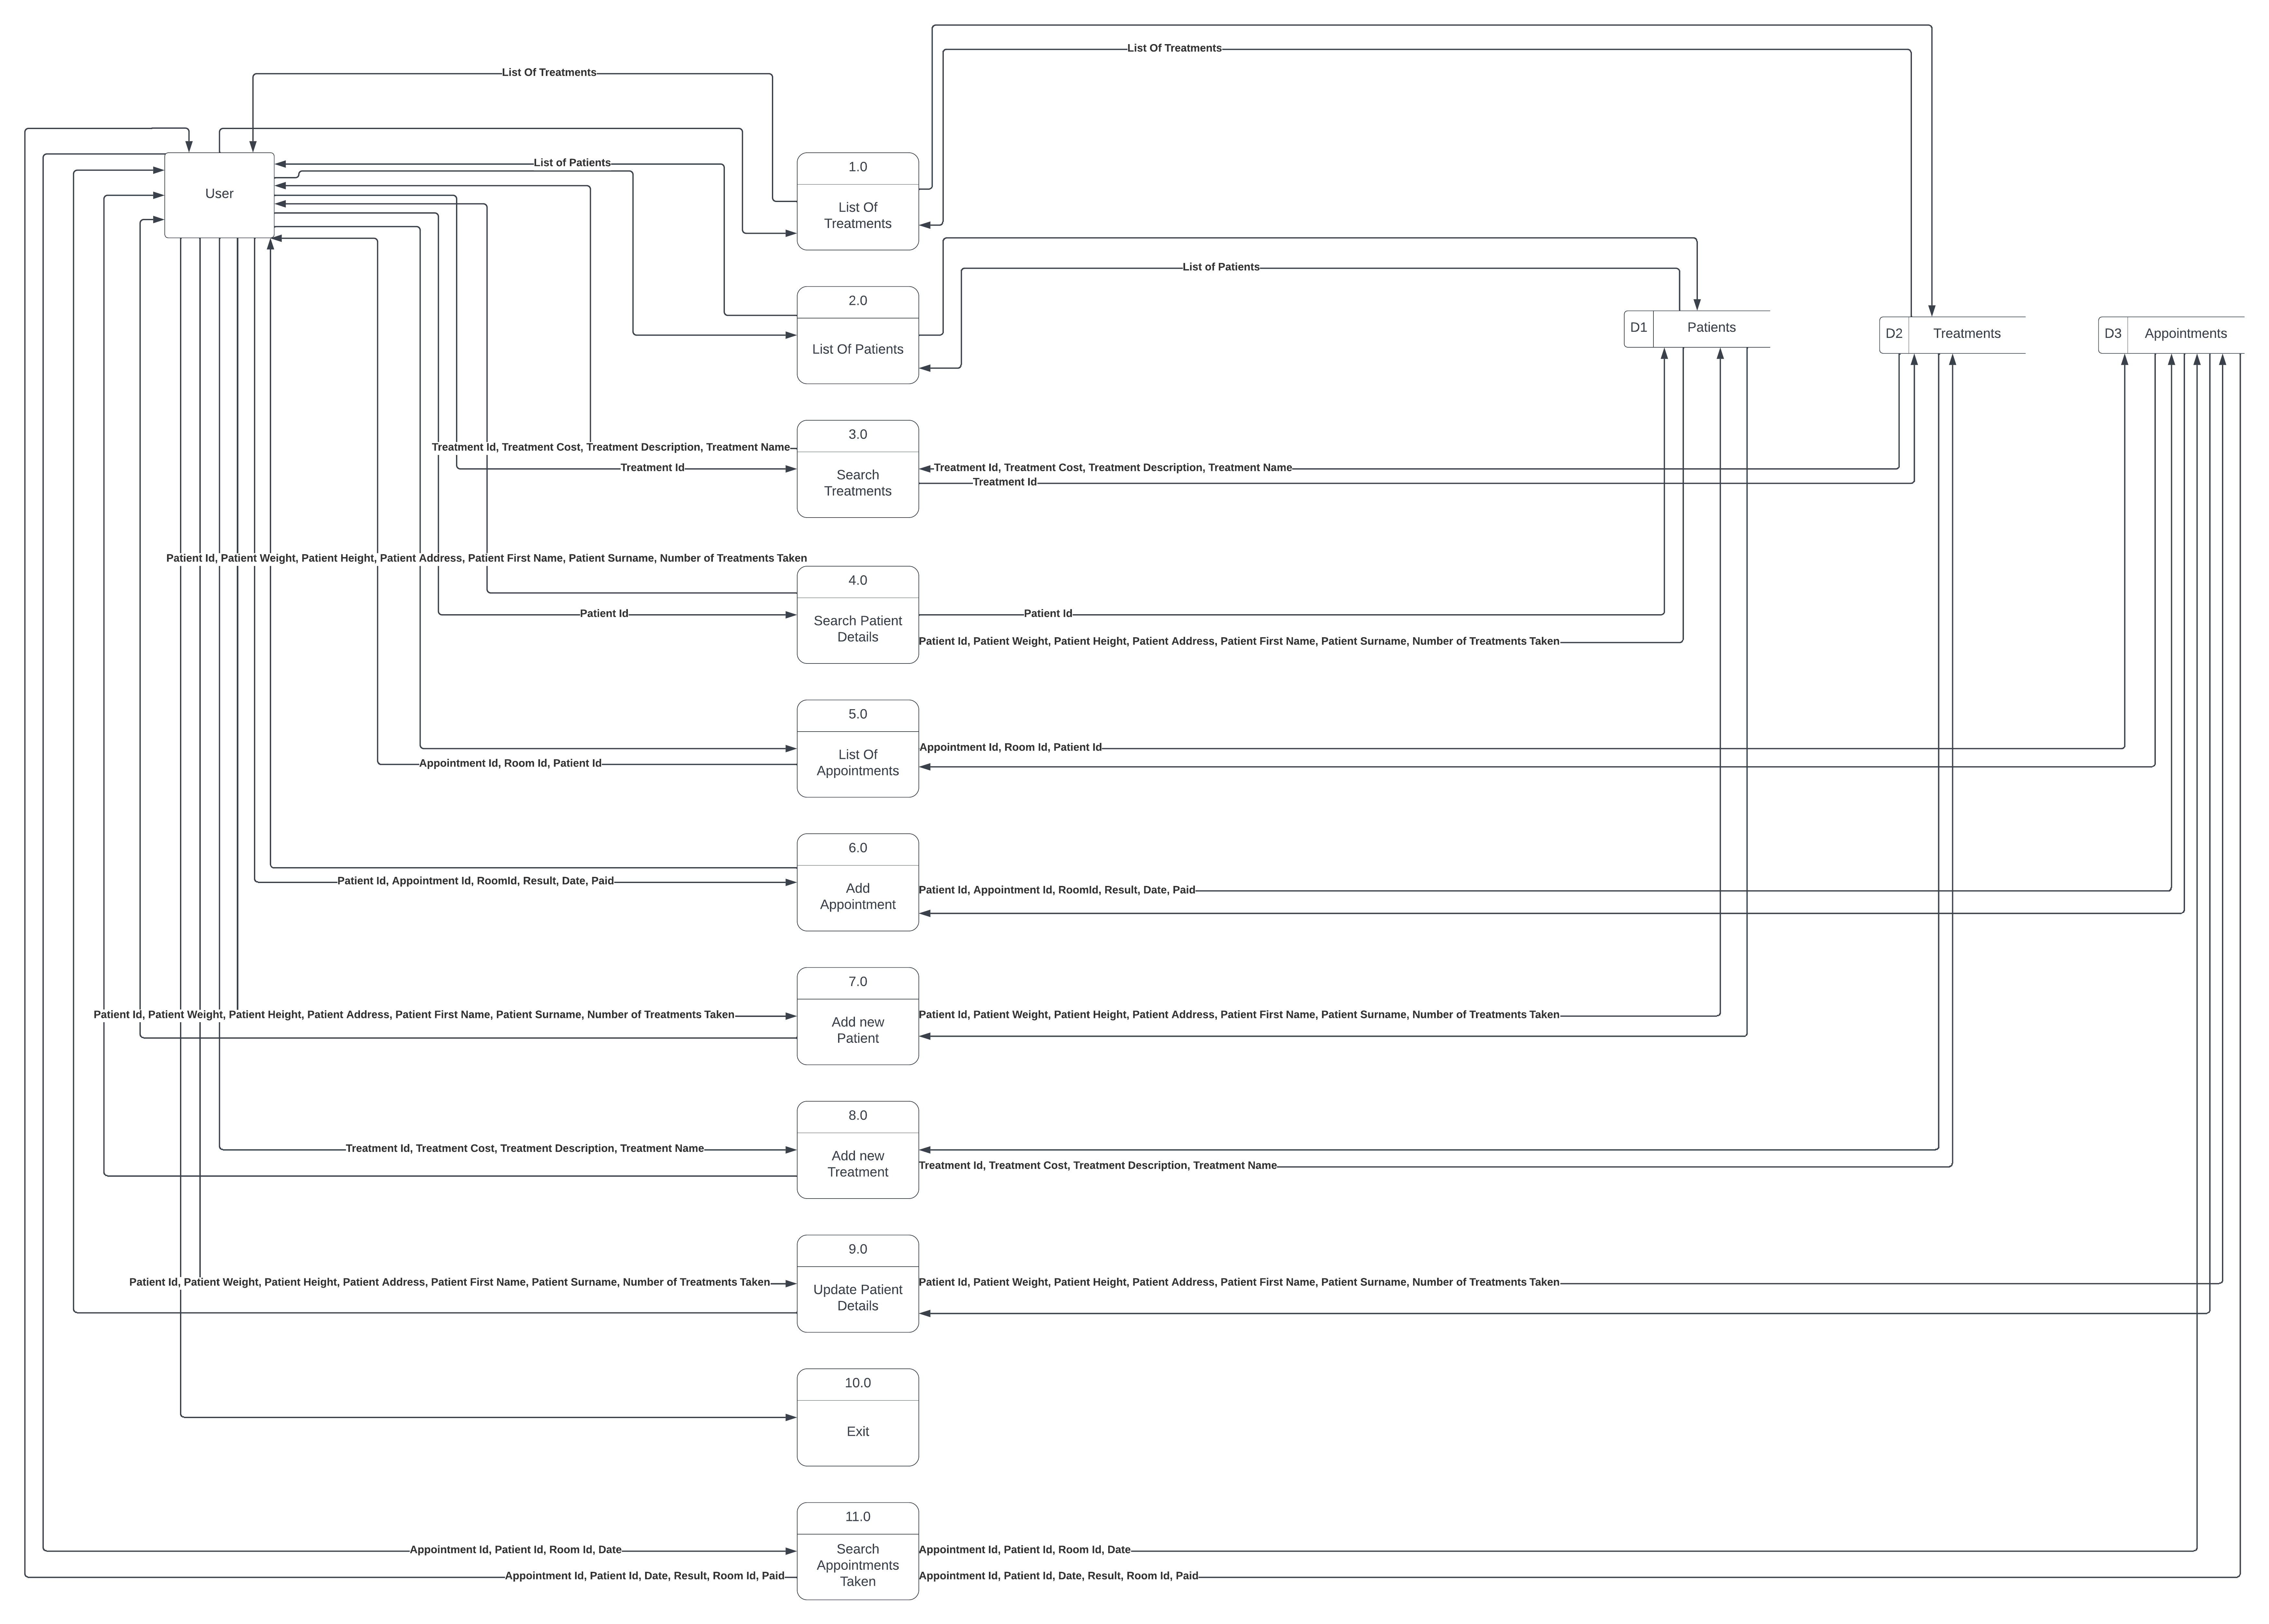 List Of Treatments
List Of Treatments
User
List of Patients
1.0
List Of
Treatments
List of Patients
2.0
List Of Patients
D1
Patients
D2
Treatments
D3
Appointments
3.0
Treatment Id, Treatment Cost, Treatment Description, Treatment Name
Treatment Id
Search
Treatments
Treatment Id, Treatment Cost, Treatment Description, Treatment Name
Treatment Id
Patient Id, Patient Weight, Patient Height, Patient Address, Patient First Name, Patient Surname, Number of Treatments Taken
4.0
Patient Id
Search Patient
Details
Patient Id
Patient Id, Patient Weight, Patient Height, Patient Address, Patient First Name, Patient Surname, Number of Treatments Taken
5.0
List Of
Appointments
Appointment Id, Room Id, Patient Id
Appointment Id, Room Id, Patient Id
6.0
Patient Id, Appointment Id, RoomId, Result, Date, Paid
Add
Appointment
Patient Id, Appointment Id, RoomId, Result, Date, Paid
7.0
Patient Id, Patient Weight, Patient Height, Patient Address, Patient First Name, Patient Surname, Number of Treatments Taken
Add new
Patient
Patient Id, Patient Weight, Patient Height, Patient Address, Patient First Name, Patient Surname, Number of Treatments Taken
8.0
Treatment Id, Treatment Cost, Treatment Description, Treatment Name
Add new
Treatment
Treatment Id, Treatment Cost, Treatment Description, Treatment Name
9.0
Patient Id, Patient Weight, Patient Height, Patient Address, Patient First Name, Patient Surname, Number of Treatments Taken
Update Patient
Details
Patient Id, Patient Weight, Patient Height, Patient Address, Patient First Name, Patient Surname, Number of Treatments Taken
10.0
Exit
11.0
Appointment Id, Patient Id, Room Id, Date
Search
Appointments
Taken
Appointment Id, Patient Id, Room Id, Date
Appointment Id, Patient Id, Date, Result, Room Id, Paid
Appointment Id, Patient Id, Date, Result, Room Id, Paid